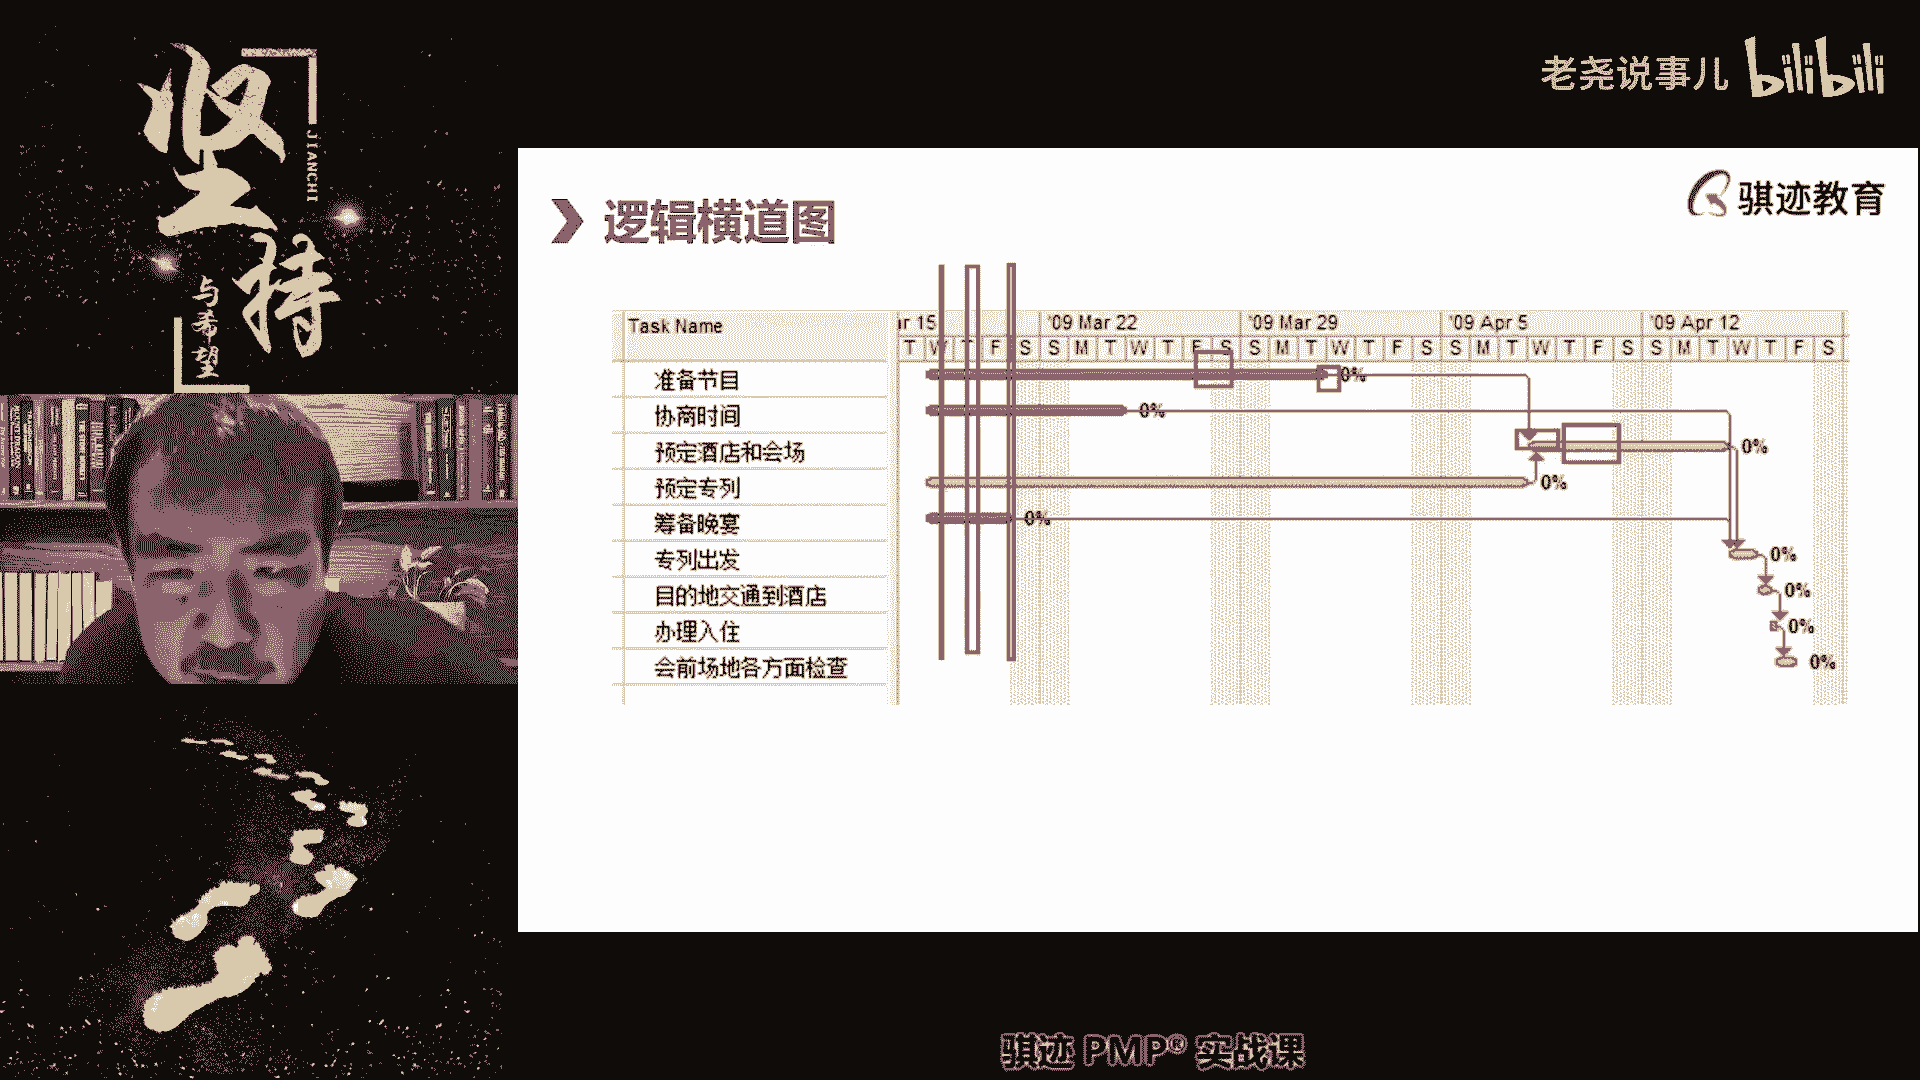 坚
持
JIANCHI
与
希
望
老尧说事儿 bilibili
骐迹教育
逻辑横道图
Task Name
ar 15 '09 Mar 22 '09 Mar 29 '09 Apr 5 '09 Apr 12
T W T F S S M T W T F S S M T W T F S S M T W T F S S M T W T F S
准备节目 0%
协商时间 0%
预定酒店和会场 0%
预定专列 0%
筹备晚宴 0%
专列出发 0%
目的地交通到酒店 0%
办理入住 0%
会前场地各方面检查 0%
骐迹 PMP® 实战课